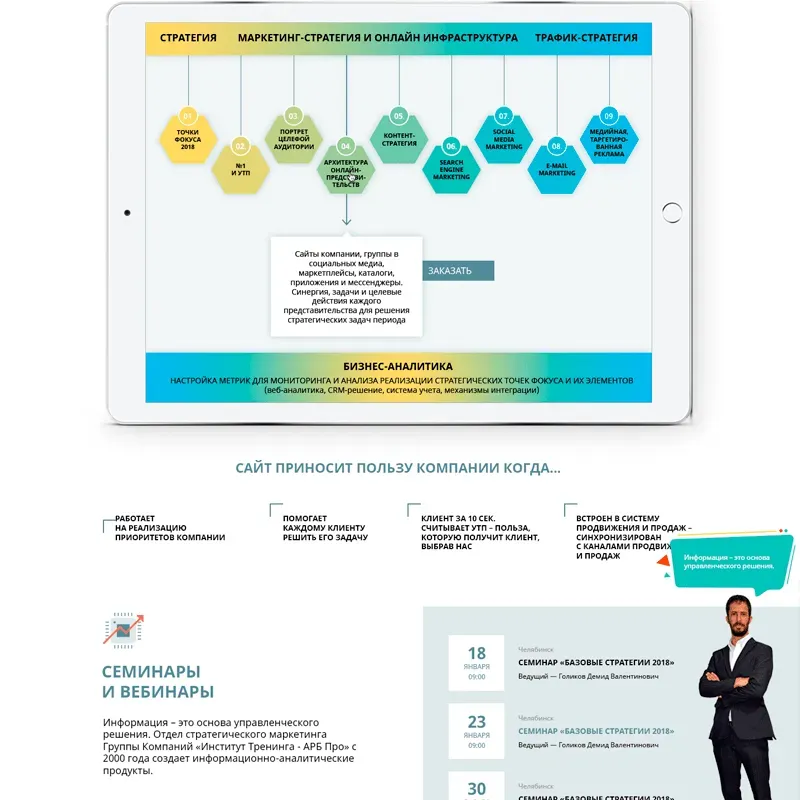 СТРАТЕГИЯ
МАРКЕТИНГ-СТРАТЕГИЯ И ОНЛАЙН ИНФРАСТРУКТУРА
ТРАФИК-СТРАТЕГИЯ
01
ТОЧКИ
ФОКУСА
2018
02
№1
И УТП
03
ПОРТРЕТ
ЦЕЛЕВОЙ
АУДИТОРИИ
04
АРХИТЕКТУРА
ОНЛАЙН-
ПРЕДСТАВИ-
ТЕЛЬСТВ
05
КОНТЕНТ-
СТРАТЕГИЯ
06
SEARCH
ENGINE
MARKETING
07
SOCIAL
MEDIA
MARKETING
08
E-MAIL
MARKETING
09
МЕДИЙНАЯ,
ТАРГЕТИРО-
ВАННАЯ
РЕКЛАМА
Сайты компании, группы в
социальных медиа,
маркетплейсы, каталоги,
приложения и мессенджеры.
Синергия, задачи и целевые
действия каждого
представительства для решения
стратегических задач периода
ЗАКАЗАТЬ
БИЗНЕС-АНАЛИТИКА
НАСТРОЙКА МЕТРИК ДЛЯ МОНИТОРИНГА И АНАЛИЗА РЕАЛИЗАЦИИ СТРАТЕГИЧЕСКИХ ТОЧЕК ФОКУСА И ИХ ЭЛЕМЕНТОВ
(веб-аналитика, CRM-решение, система учета, механизмы интеграции)
САЙТ ПРИНОСИТ ПОЛЬЗУ КОМПАНИИ КОГДА...
РАБОТАЕТ
НА РЕАЛИЗАЦИЮ
ПРИОРИТЕТОВ КОМПАНИИ
ПОМОГАЕТ
КАЖДОМУ КЛИЕНТУ
РЕШИТЬ ЕГО ЗАДАЧУ
КЛИЕНТ ЗА 10 СЕК.
СЧИТЫВАЕТ УТП – ПОЛЬЗА,
КОТОРУЮ ПОЛУЧИТ КЛИЕНТ,
ВЫБРАВ НАС
ВСТРОЕН В СИСТЕМУ
ПРОДВИЖЕНИЯ И ПРОДАЖ –
СИНХРОНИЗИРОВАН
С КАНАЛАМИ ПРОДВИЖ
И ПРОДАЖ
Информация – это основа
управленческого решения.
СЕМИНАРЫ
И ВЕБИНАРЫ
Информация – это основа управленческого
решения. Отдел стратегического маркетинга
Группы Компаний «Институт Тренинга - АРБ Про» с
2000 года создает информационно-аналитические
продукты.
18
ЯНВАРЯ
09:00
Челябинск
СЕМИНАР «БАЗОВЫЕ СТРАТЕГИИ 2018»
Ведущий — Голиков Демид Валентинович
23
ЯНВАРЯ
09:00
Челябинск
СЕМИНАР «БАЗОВЫЕ СТРАТЕГИИ 2018»
Ведущий — Голиков Демид Валентинович
30
Челябинск
СЕМИНАР «БАЗОВЫЕ СТРАТЕГИИ 2018»